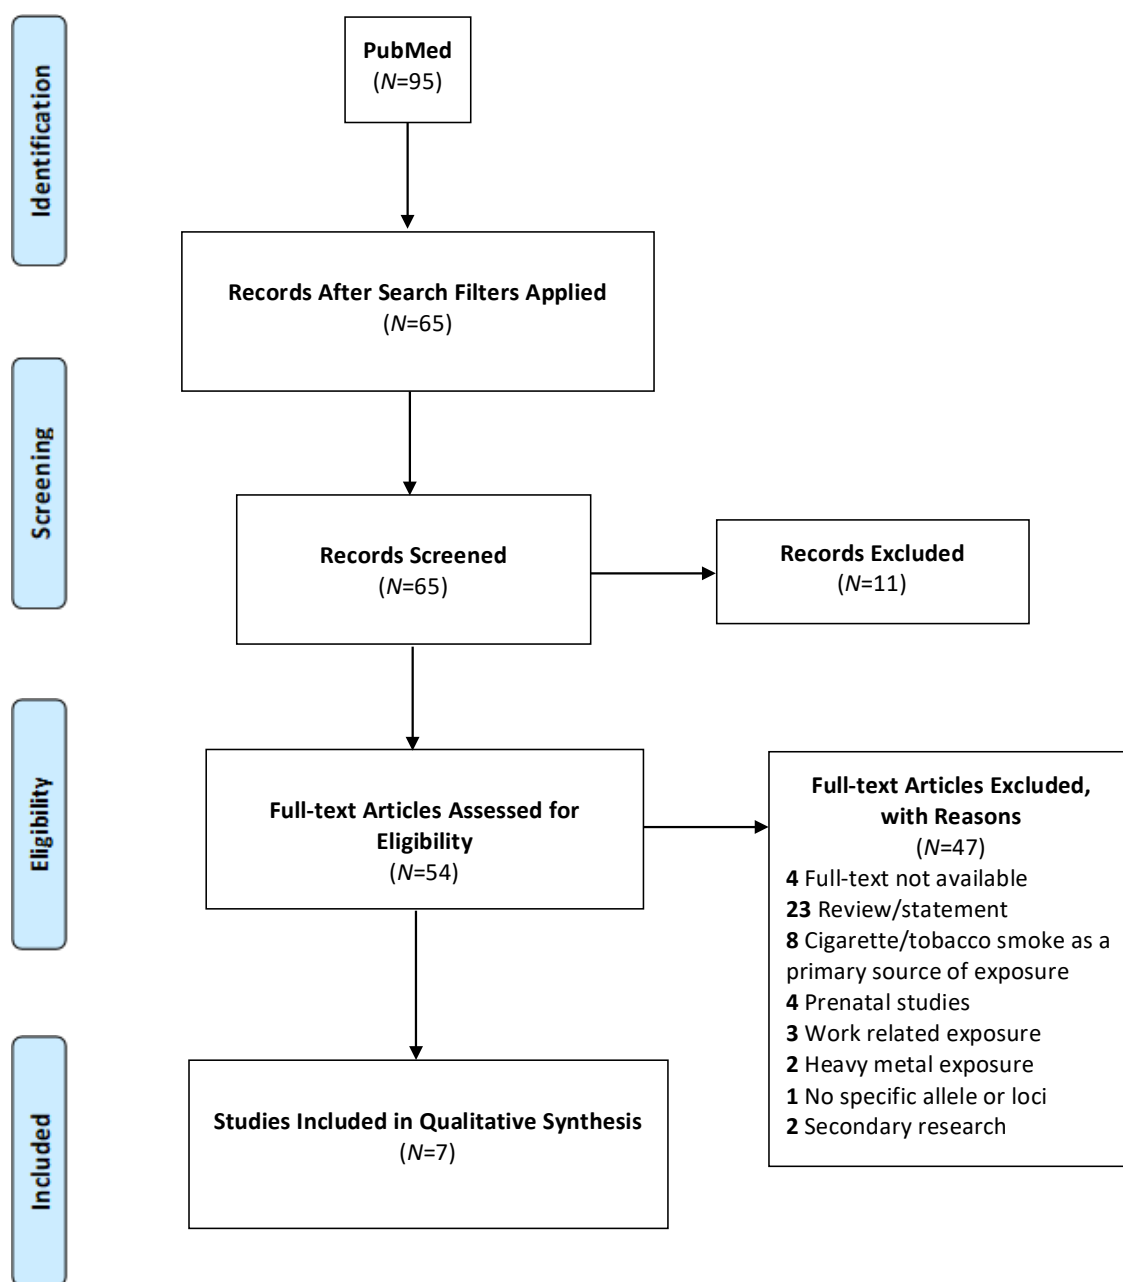 Identification
PubMed
(N=95)
Records After Search Filters Applied
(N=65)
Screening
Records Screened
(N=65)
Records Excluded
(N=11)
Eligibility
Full-text Articles Assessed for
Eligibility
(N=54)
Full-text Articles Excluded,
with Reasons
(N=47)
4 Full-text not available
23 Review/statement
8 Cigarette/tobacco smoke as a
primary source of exposure
4 Prenatal studies
3 Work related exposure
2 Heavy metal exposure
1 No specific allele or loci
2 Secondary research
Included
Studies Included in Qualitative Synthesis
(N=7)